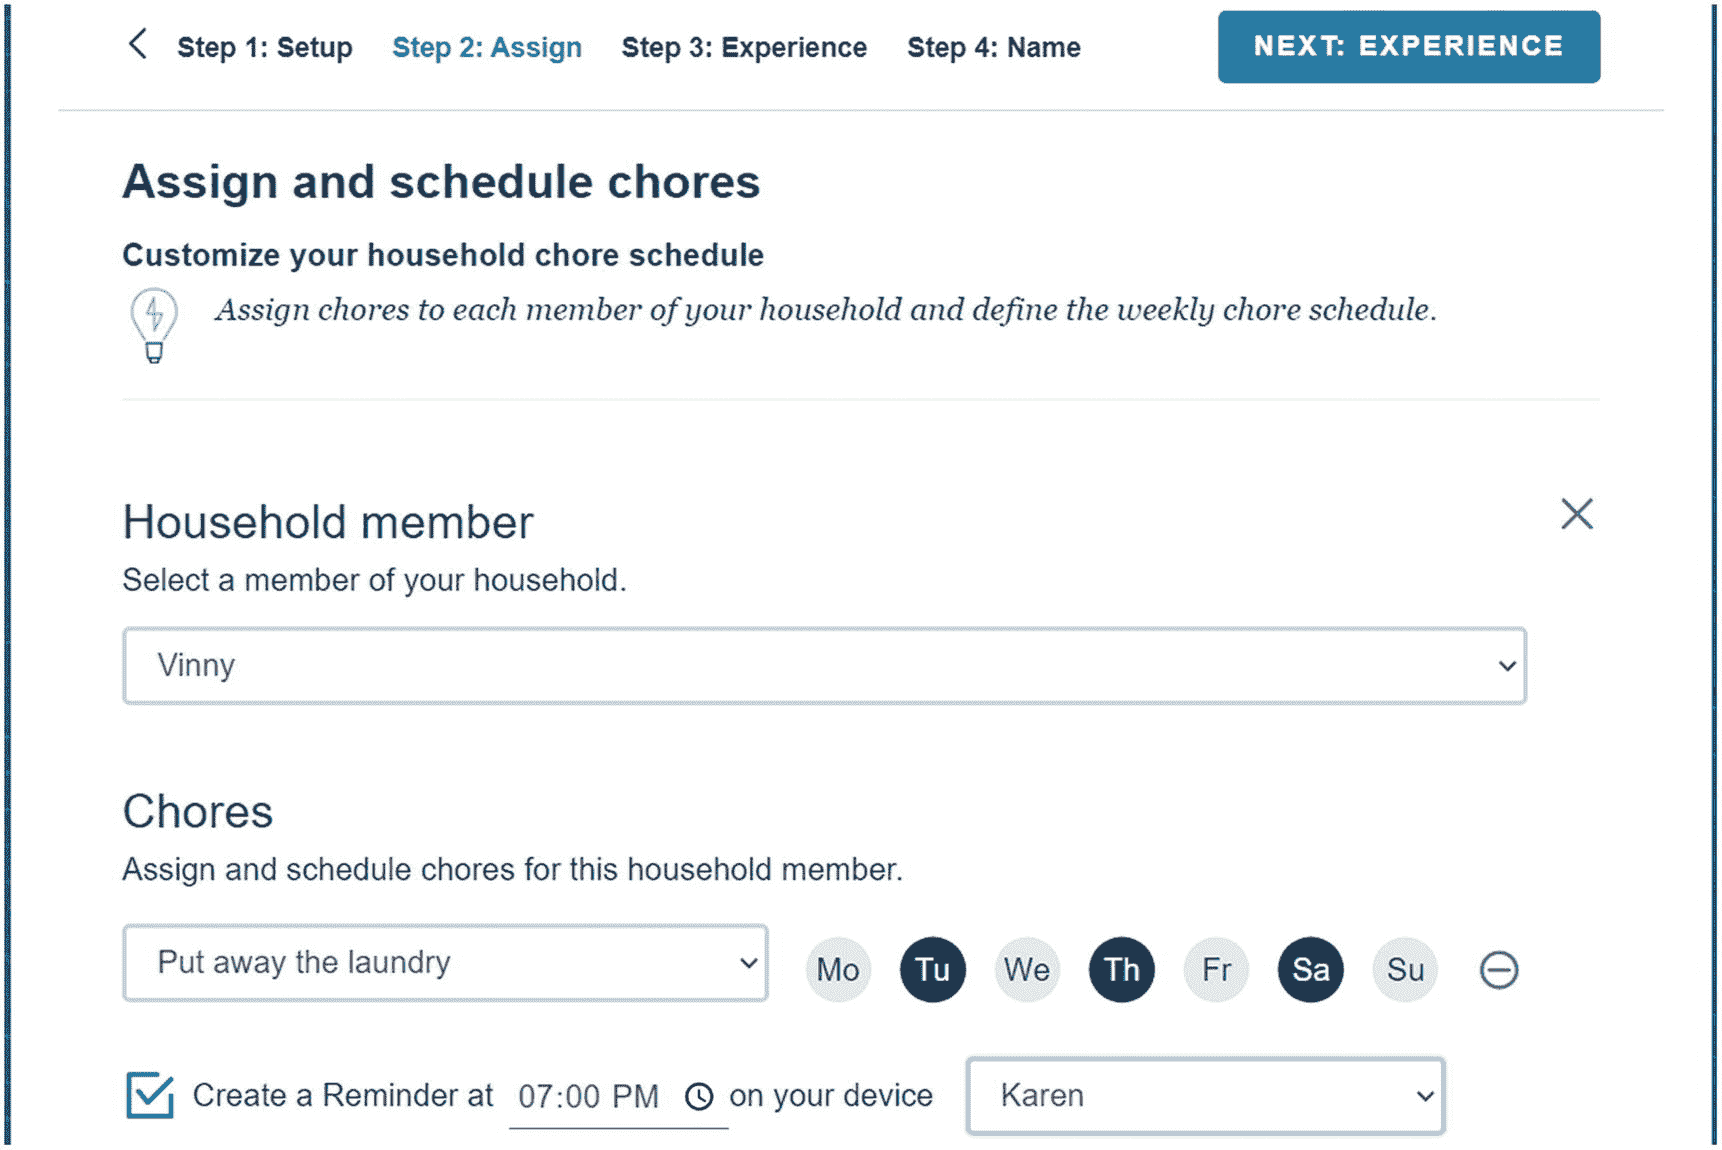 Step 1: Setup Step 2: Assign Step 3: Experience Step 4: Name NEXT: EXPERIENCE
Assign and schedule chores
Customize your household chore schedule
Assign chores to each member of your household and define the weekly chore schedule.
Household member
Select a member of your household.
Vinny
Chores
Assign and schedule chores for this household member.
Put away the laundry Mo Tu We Th Fr Sa Su
Create a Reminder at 07:00 PM on your device Karen